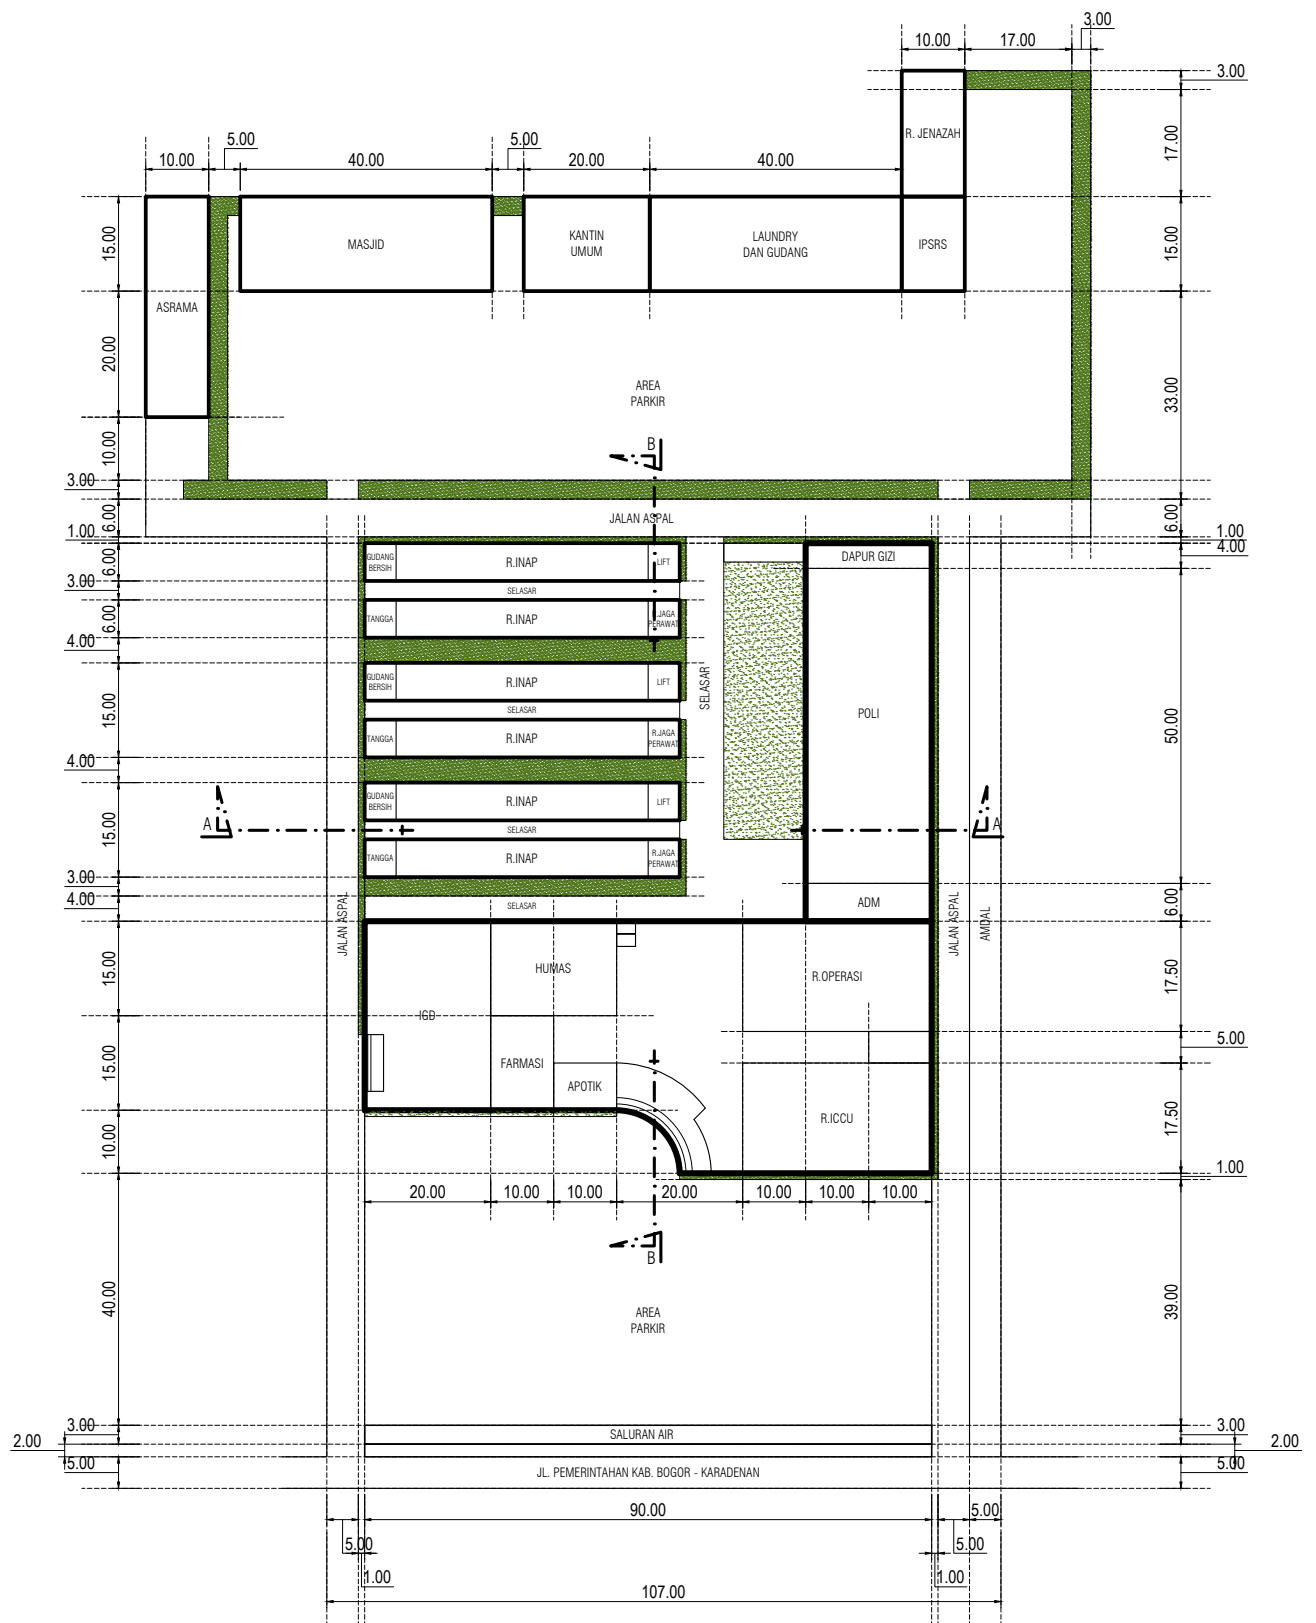 3.00
10.00
17.00
3.00
R. JENAZAH
17.00
5.00
5.00
10.00
40.00
20.00
40.00
15.00
MASJID
KANTIN
UMUM
LAUNDRY
DAN GUDANG
IPSRS
15.00
ASRAMA
20.00
AREA
PARKIR
33.00
10.00
B
3.00
6.00
JALAN ASPAL
6.00
1.00
1.00
4.00
6.00
GUDANG
BERSIH
R.INAP
LIFT
DAPUR GIZI
3.00
SELASAR
6.00
TANGGA
R.INAP
R.JAGA
PERAWAT
4.00
15.00
GUDANG
BERSIH
R.INAP
LIFT
SELASAR
SELASAR
POLI
50.00
TANGGA
R.INAP
R.JAGA
PERAWAT
4.00
15.00
GUDANG
BERSIH
R.INAP
LIFT
A
SELASAR
A
TANGGA
R.INAP
R.JAGA
PERAWAT
3.00
4.00
SELASAR
ADM
6.00
JALAN ASPAL
JALAN ASPAL
AMDAL
15.00
HUMAS
R.OPERASI
17.50
IGD
5.00
15.00
FARMASI
APOTIK
R.ICCU
17.50
10.00
1.00
20.00
10.00
10.00
20.00
10.00
10.00
10.00
B
40.00
AREA
PARKIR
39.00
3.00
SALURAN AIR
3.00
2.00
2.00
5.00
JL. PEMERINTAHAN KAB. BOGOR - KARADENAN
5.00
90.00
5.00
5.00
5.00
1.00
1.00
107.00